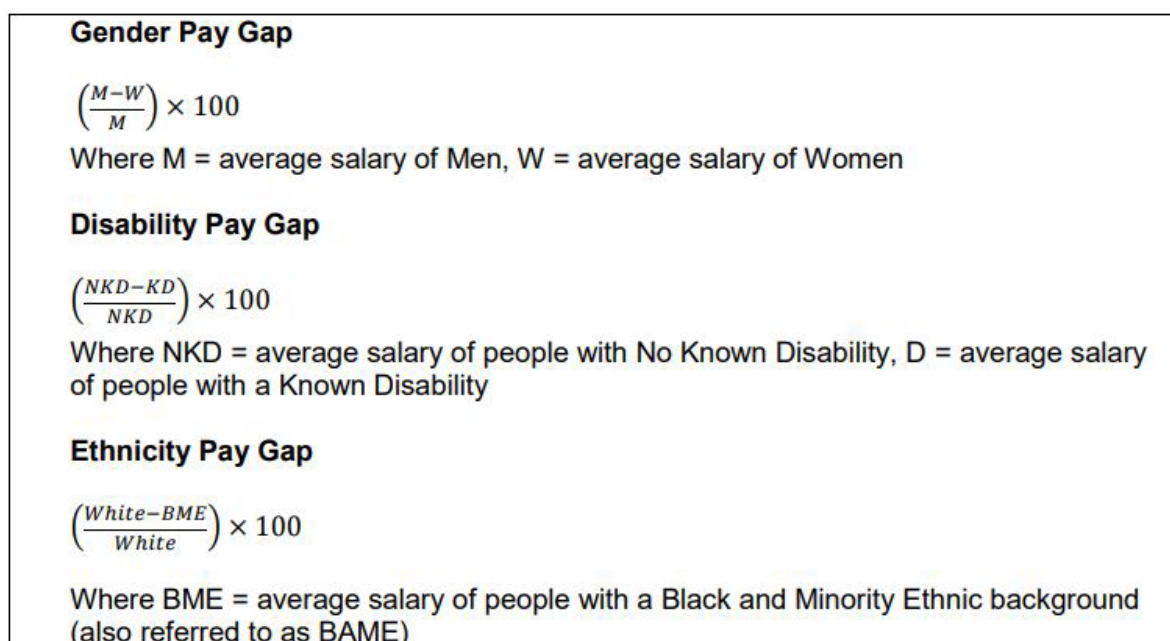 Gender Pay Gap
(M−W/M) × 100
Where M = average salary of Men, W = average salary of Women
Disability Pay Gap
(NKD−KD/NKD) × 100
Where NKD = average salary of people with No Known Disability, D = average salary
of people with a Known Disability
Ethnicity Pay Gap
(White−BME/White) × 100
Where BME = average salary of people with a Black and Minority Ethnic background
(also referred to as BAME)